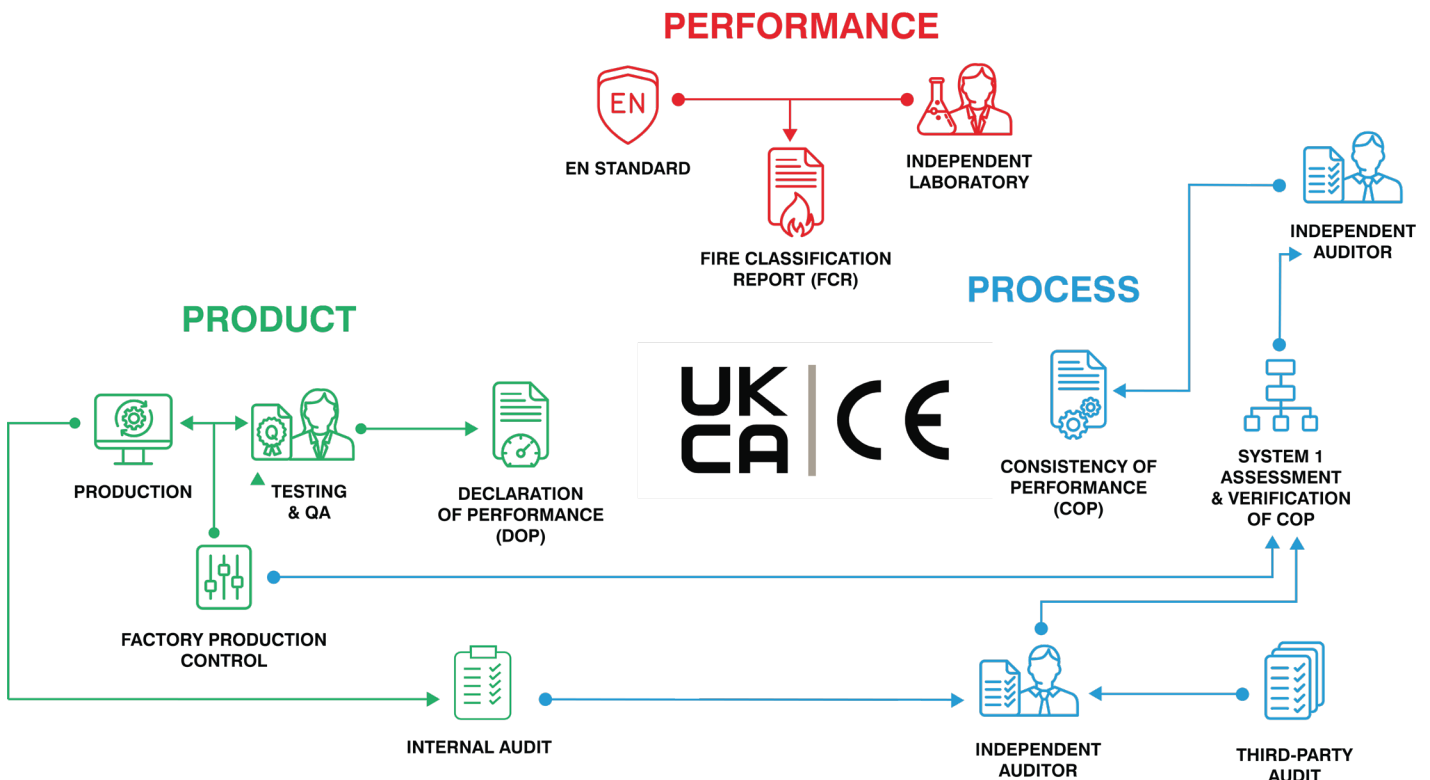 PERFORMANCE
EN
EN STANDARD
INDEPENDENT
LABORATORY
FIRE CLASSIFICATION
REPORT (FCR)
INDEPENDENT
AUDITOR
PROCESS
PRODUCT
UK
CA
CE
Q
PRODUCTION
TESTING
& QA
DECLARATION
OF PERFORMANCE
(DOP)
CONSISTENCY OF
PERFORMANCE
(COP)
SYSTEM 1
ASSESSMENT
& VERIFICATION
OF COP
FACTORY PRODUCTION
CONTROL
INTERNAL AUDIT
INDEPENDENT
AUDITOR
THIRD-PARTY
AUDIT